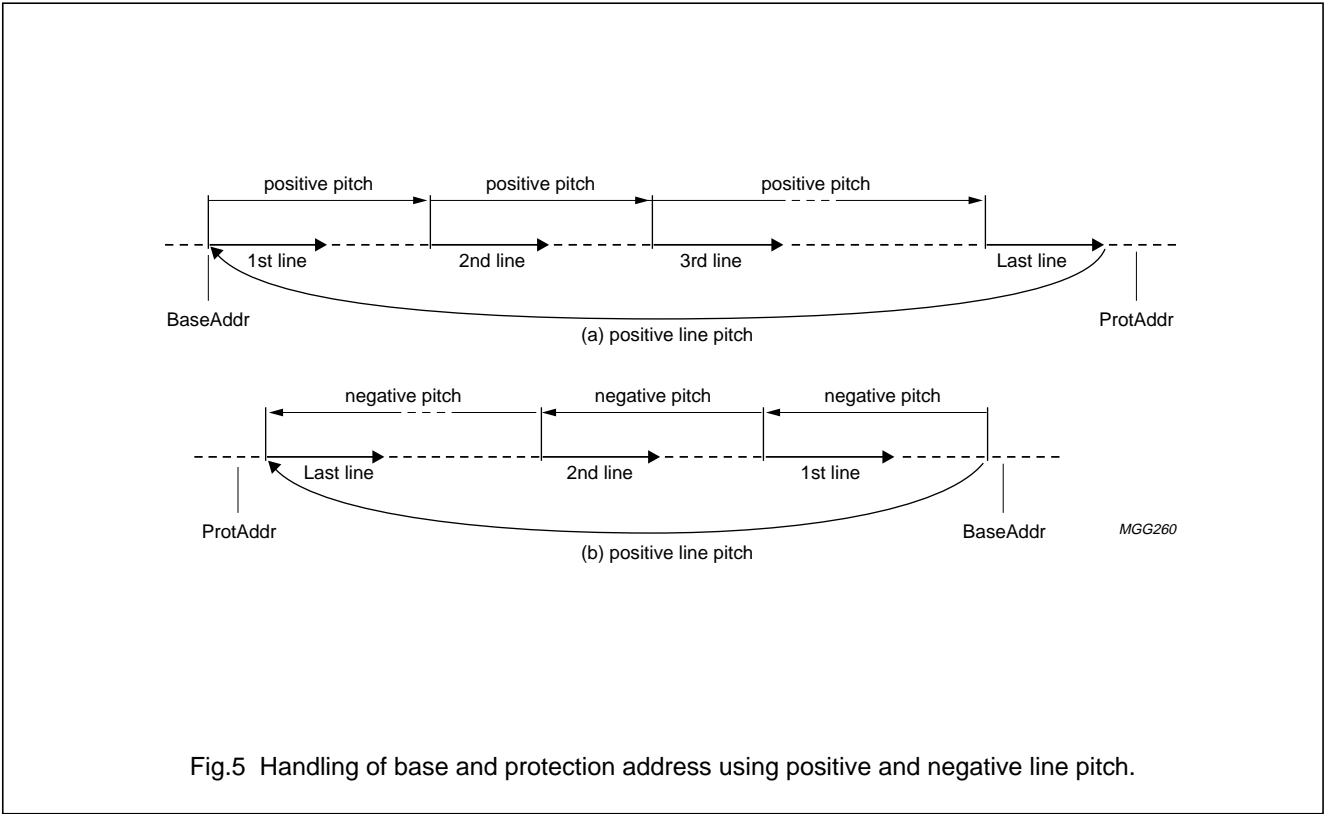 positive pitch positive pitch positive pitch
1st line 2nd line 3rd line Last line
BaseAddr ProtAddr
(a) positive line pitch
negative pitch negative pitch negative pitch
Last line 2nd line 1st line
ProtAddr BaseAddr MGG260
(b) positive line pitch
Fig.5 Handling of base and protection address using positive and negative line pitch.